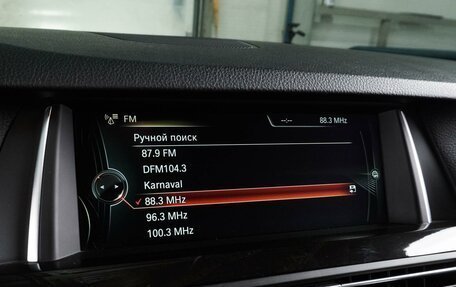 FM
--:--
88.3 MHz
Ручной поиск
87.9 FM
DFM104.3
Karnaval
✓ 88.3 MHz
96.3 MHz
100.3 MHz